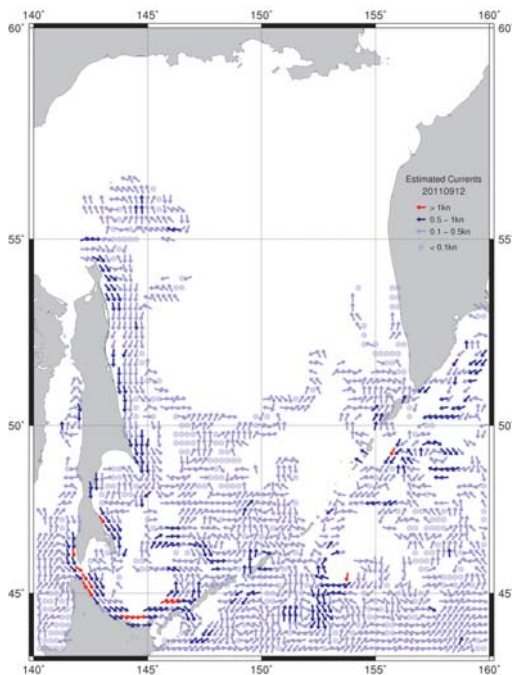 140° 145° 150° 155° 160°
60° 60°
Estimated Currents
20110912
> 1kn
0.5 - 1kn
0.1 - 0.5kn
< 0.1kn
55° 55°
50° 50°
45° 45°
140° 145° 150° 155° 160°